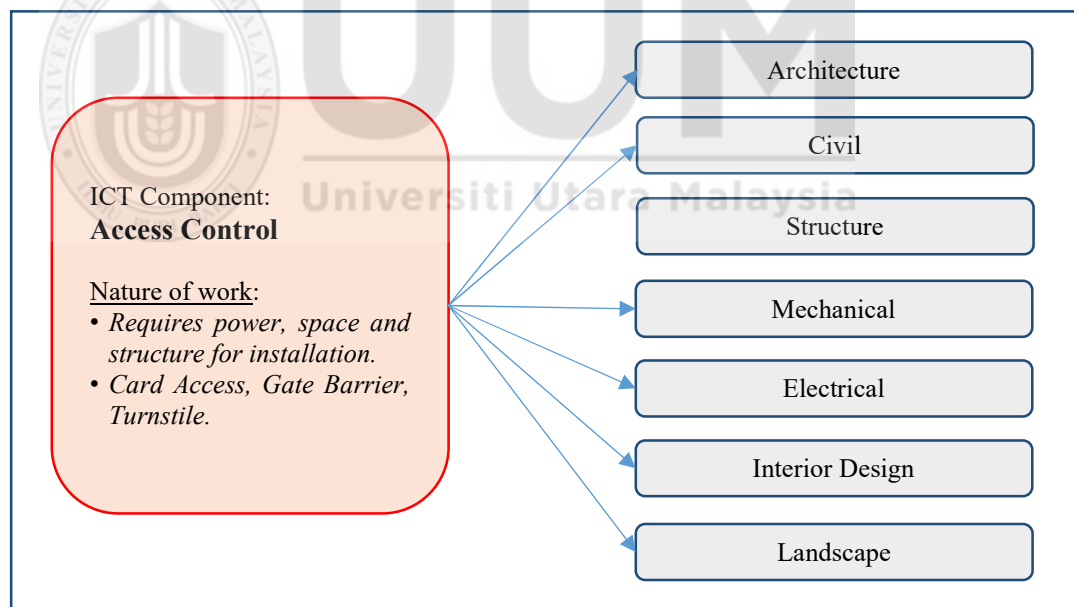 UUM
Universiti Utara Malaysia
ICT Component:
Access Control
Nature of work:
• Requires power, space and
structure for installation.
• Card Access, Gate Barrier,
Turnstile.
Architecture
Civil
Structure
Mechanical
Electrical
Interior Design
Landscape